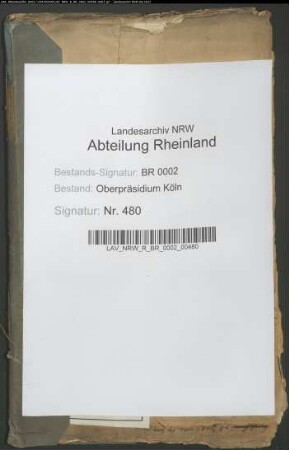 Landesarchiv NRW
Abteilung Rheinland
Bestands-Signatur: BR 0002
Bestand: Oberpräsidium Köln
Signatur: Nr. 480
LAV_NRW_R_BR_0002_00480